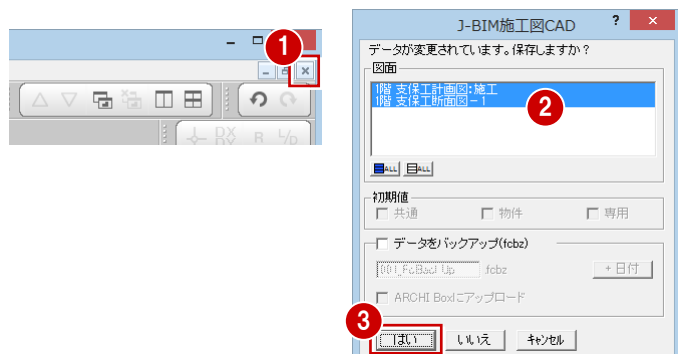 1
J-BIM施工図CAD
? ×
データが変更されています。保存しますか?
図面
1階 支保工計画図:施工
1階 支保工断面図-1
2
ALL ALL
初期値
共通 物件 専用
データをバックアップ(fcbz)
fcbz +日付
ARCHI Boxにアップロード
3
はい いいえ キャンセル
DX
DY R L/D